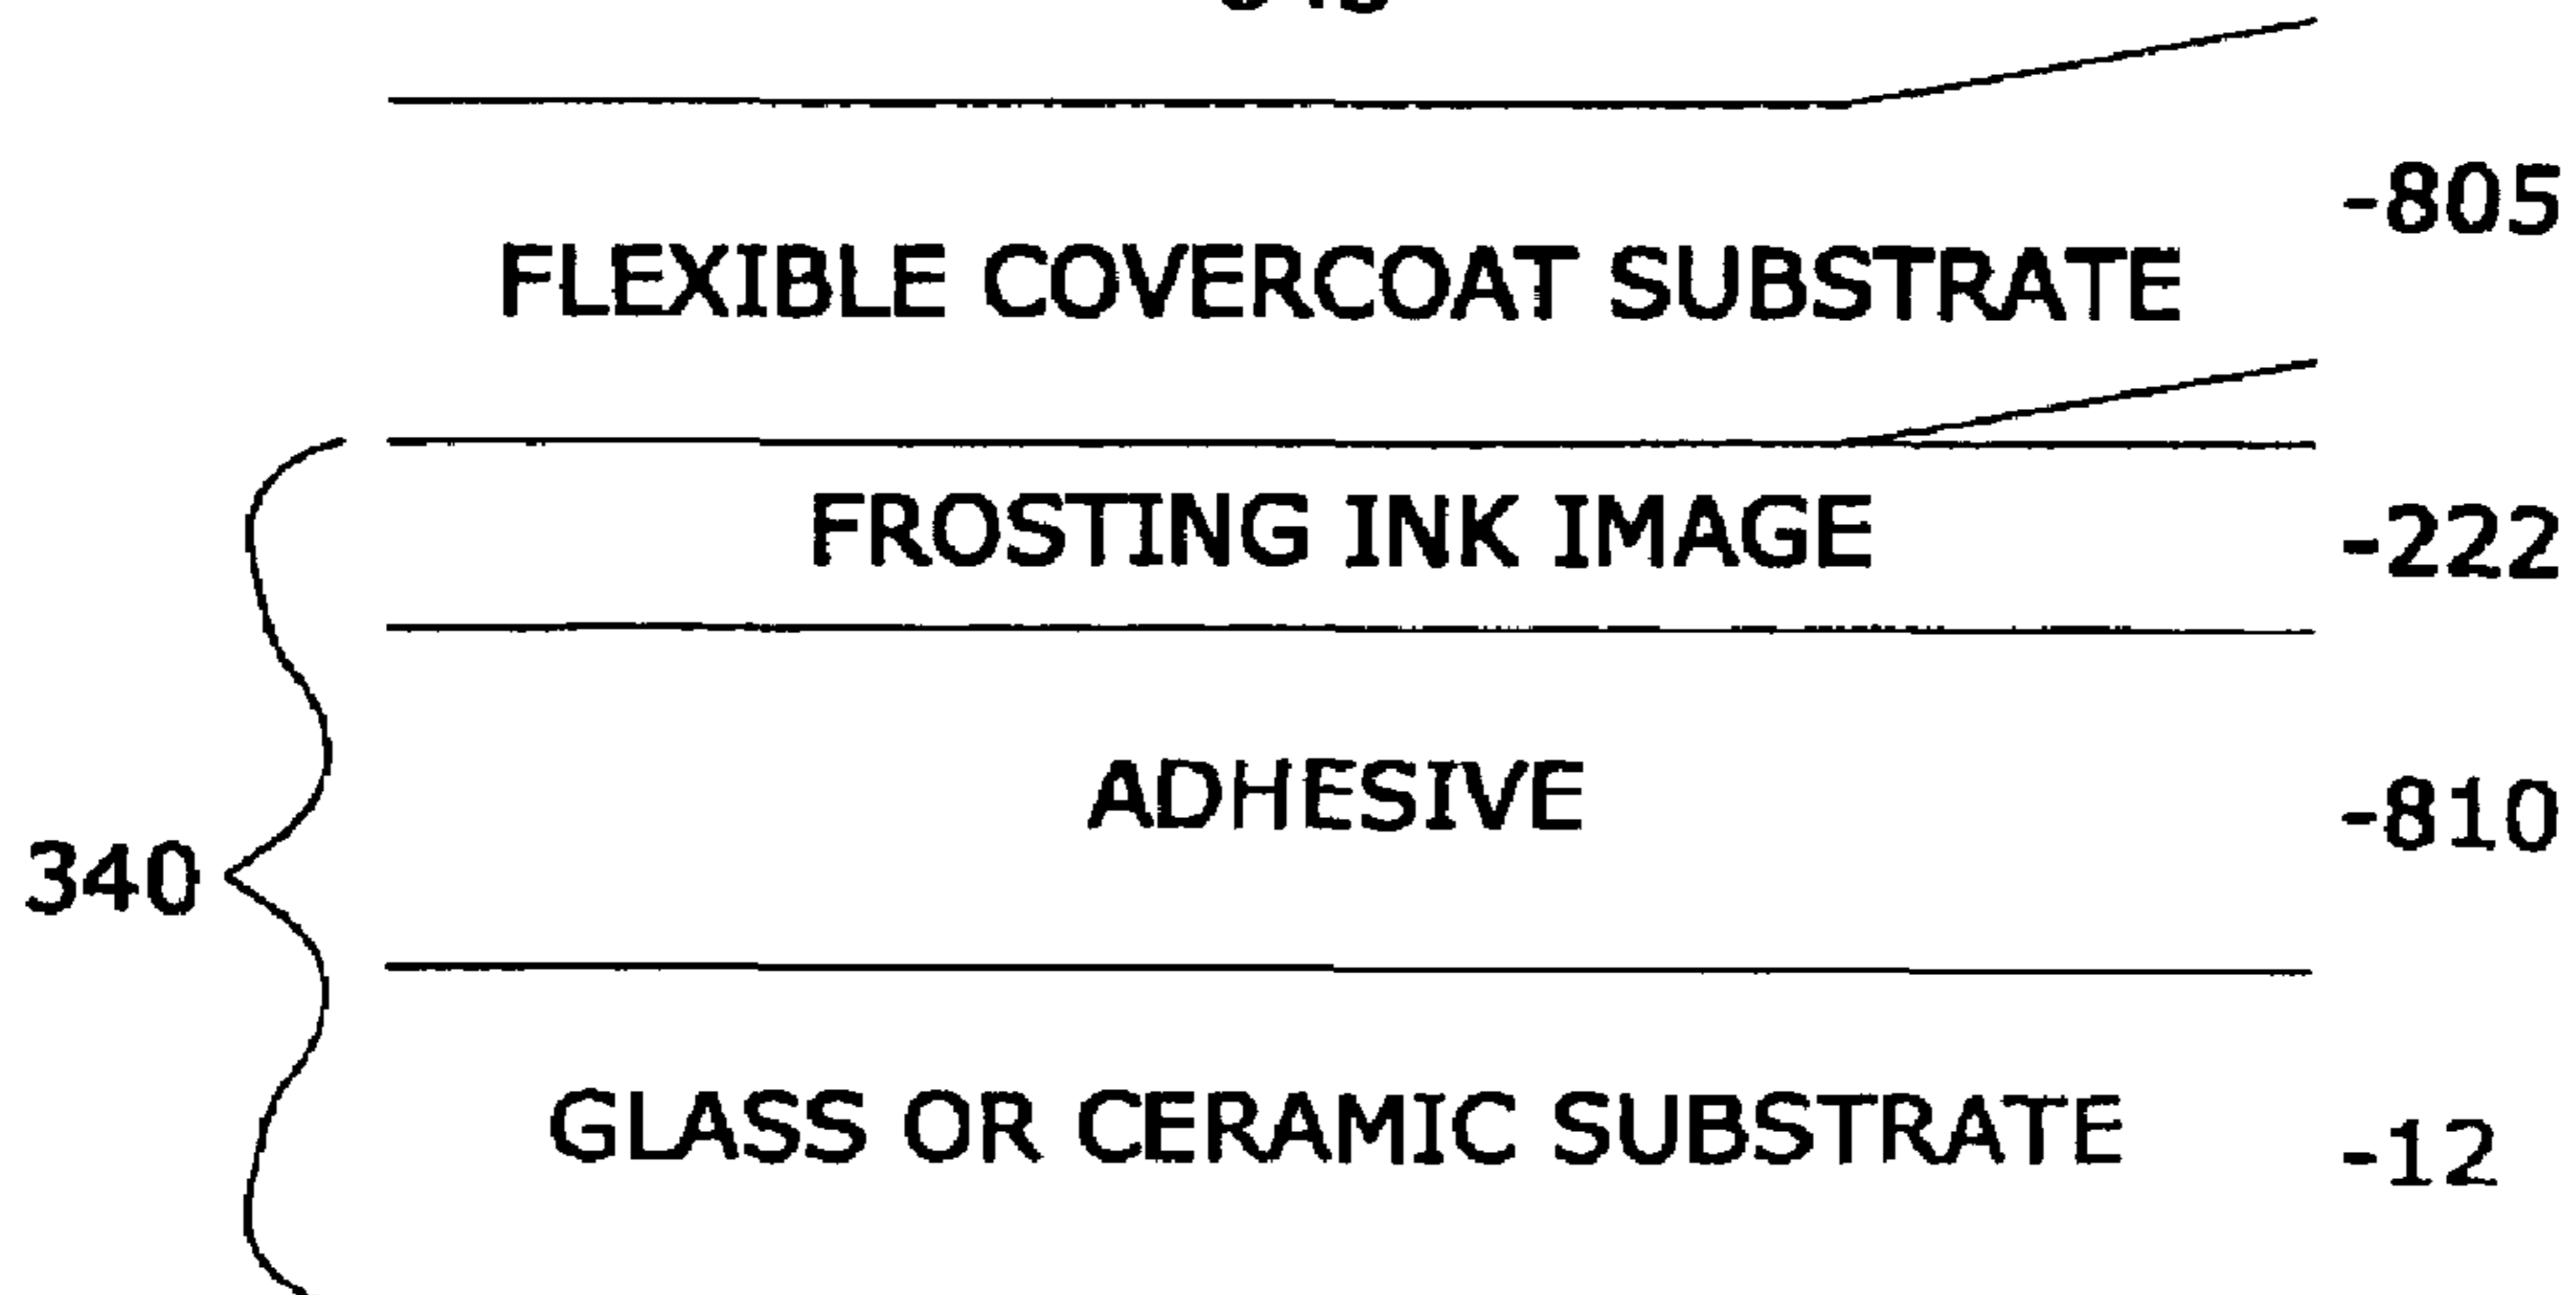 -805
FLEXIBLE COVERCOAT SUBSTRATE
FROSTING INK IMAGE
-222
ADHESIVE
-810
340
GLASS OR CERAMIC SUBSTRATE
-12